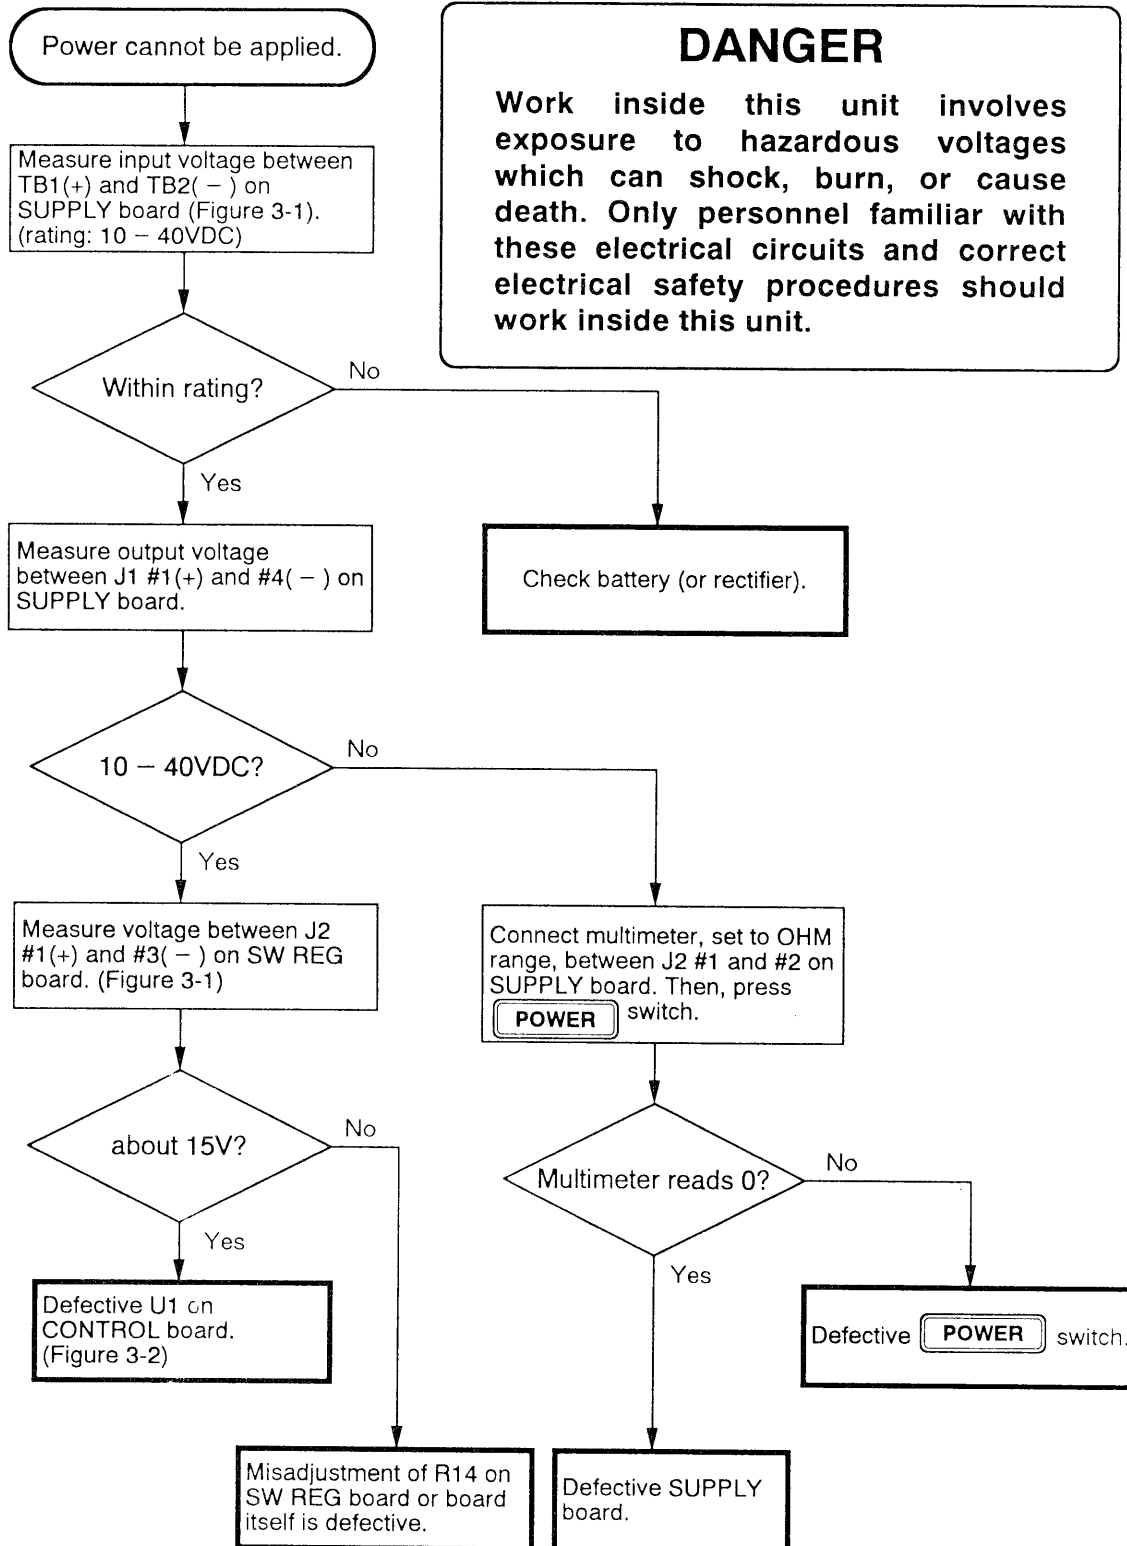 Power cannot be applied.
DANGER
Work inside this unit involves
exposure to hazardous voltages
which can shock, burn, or cause
death. Only personnel familiar with
these electrical circuits and correct
electrical safety procedures should
work inside this unit.
Measure input voltage between
TB1(+) and TB2( − ) on
SUPPLY board (Figure 3-1).
(rating: 10 − 40VDC)
Within rating?
No
Yes
Check battery (or rectifier).
Measure output voltage
between J1 #1(+) and #4( − ) on
SUPPLY board.
10 − 40VDC?
No
Yes
Measure voltage between J2
#1(+) and #3( − ) on SW REG
board. (Figure 3-1)
Connect multimeter, set to OHM
range, between J2 #1 and #2 on
SUPPLY board. Then, press
POWER switch.
about 15V?
No
Yes
Multimeter reads 0?
No
Yes
Defective U1 on
CONTROL board.
(Figure 3-2)
Defective POWER switch.
Misadjustment of R14 on
SW REG board or board
itself is defective.
Defective SUPPLY
board.